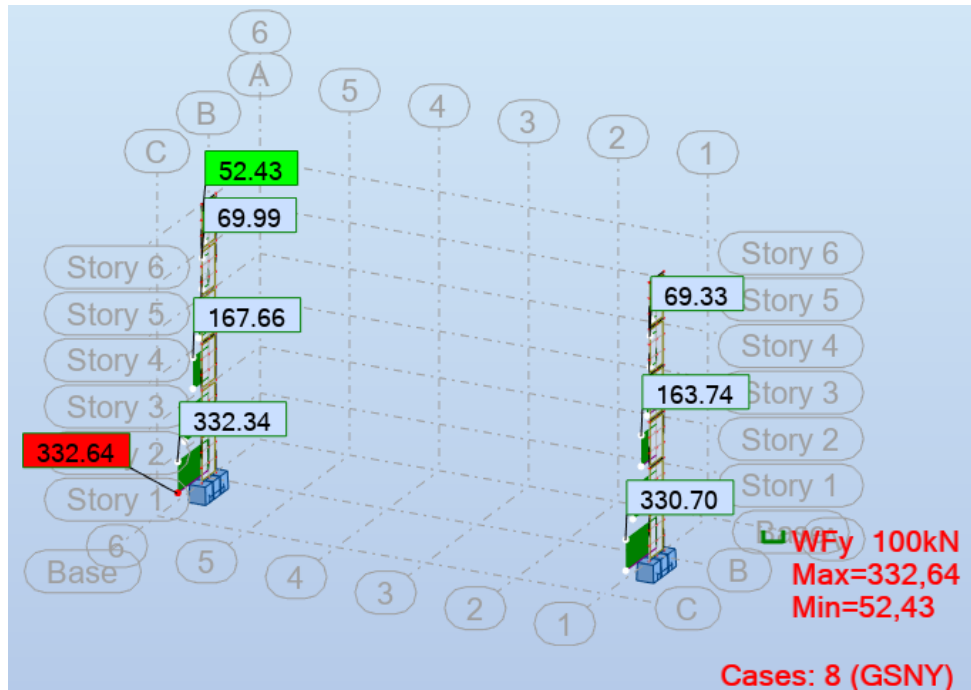 6
A
5
B
4
3
C
2
1
52.43
69.99
Story 6
Story 6
69.33
Story 5
Story 5
167.66
Story 4
Story 4
163.74
Story 3
Story 3
332.34
332.64
2
Story 2
330.70
Story 1
Story 1
Base
6
5
4
3
2
1
C
B
Base
WFy 100kN
Max=332,64
Min=52,43
Cases: 8 (GSNY)